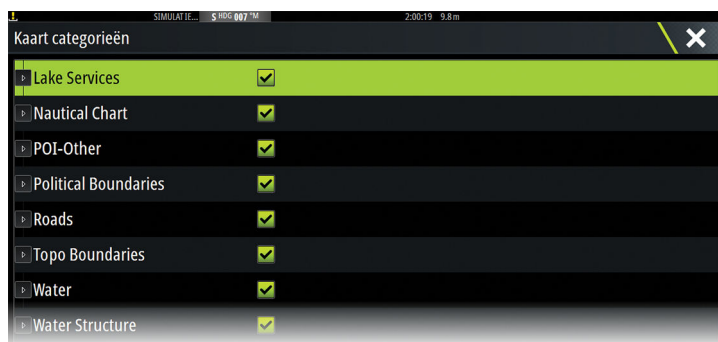 SIMULATIE... S HDG 007 °M 2:00:19 9.8 m
Kaart categorieën
Lake Services
Nautical Chart
POI-Other
Political Boundaries
Roads
Topo Boundaries
Water
Water Structure